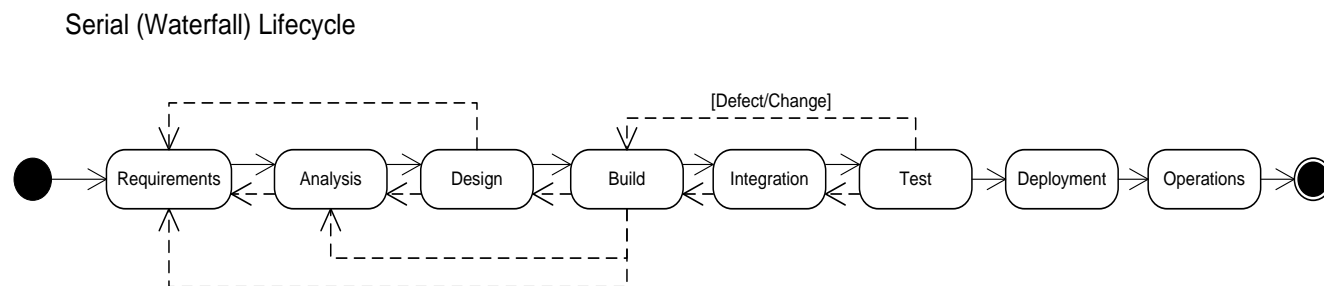 Serial (Waterfall) Lifecycle
[Defect/Change]
Requirements
Analysis
Design
Build
Integration
Test
Deployment
Operations